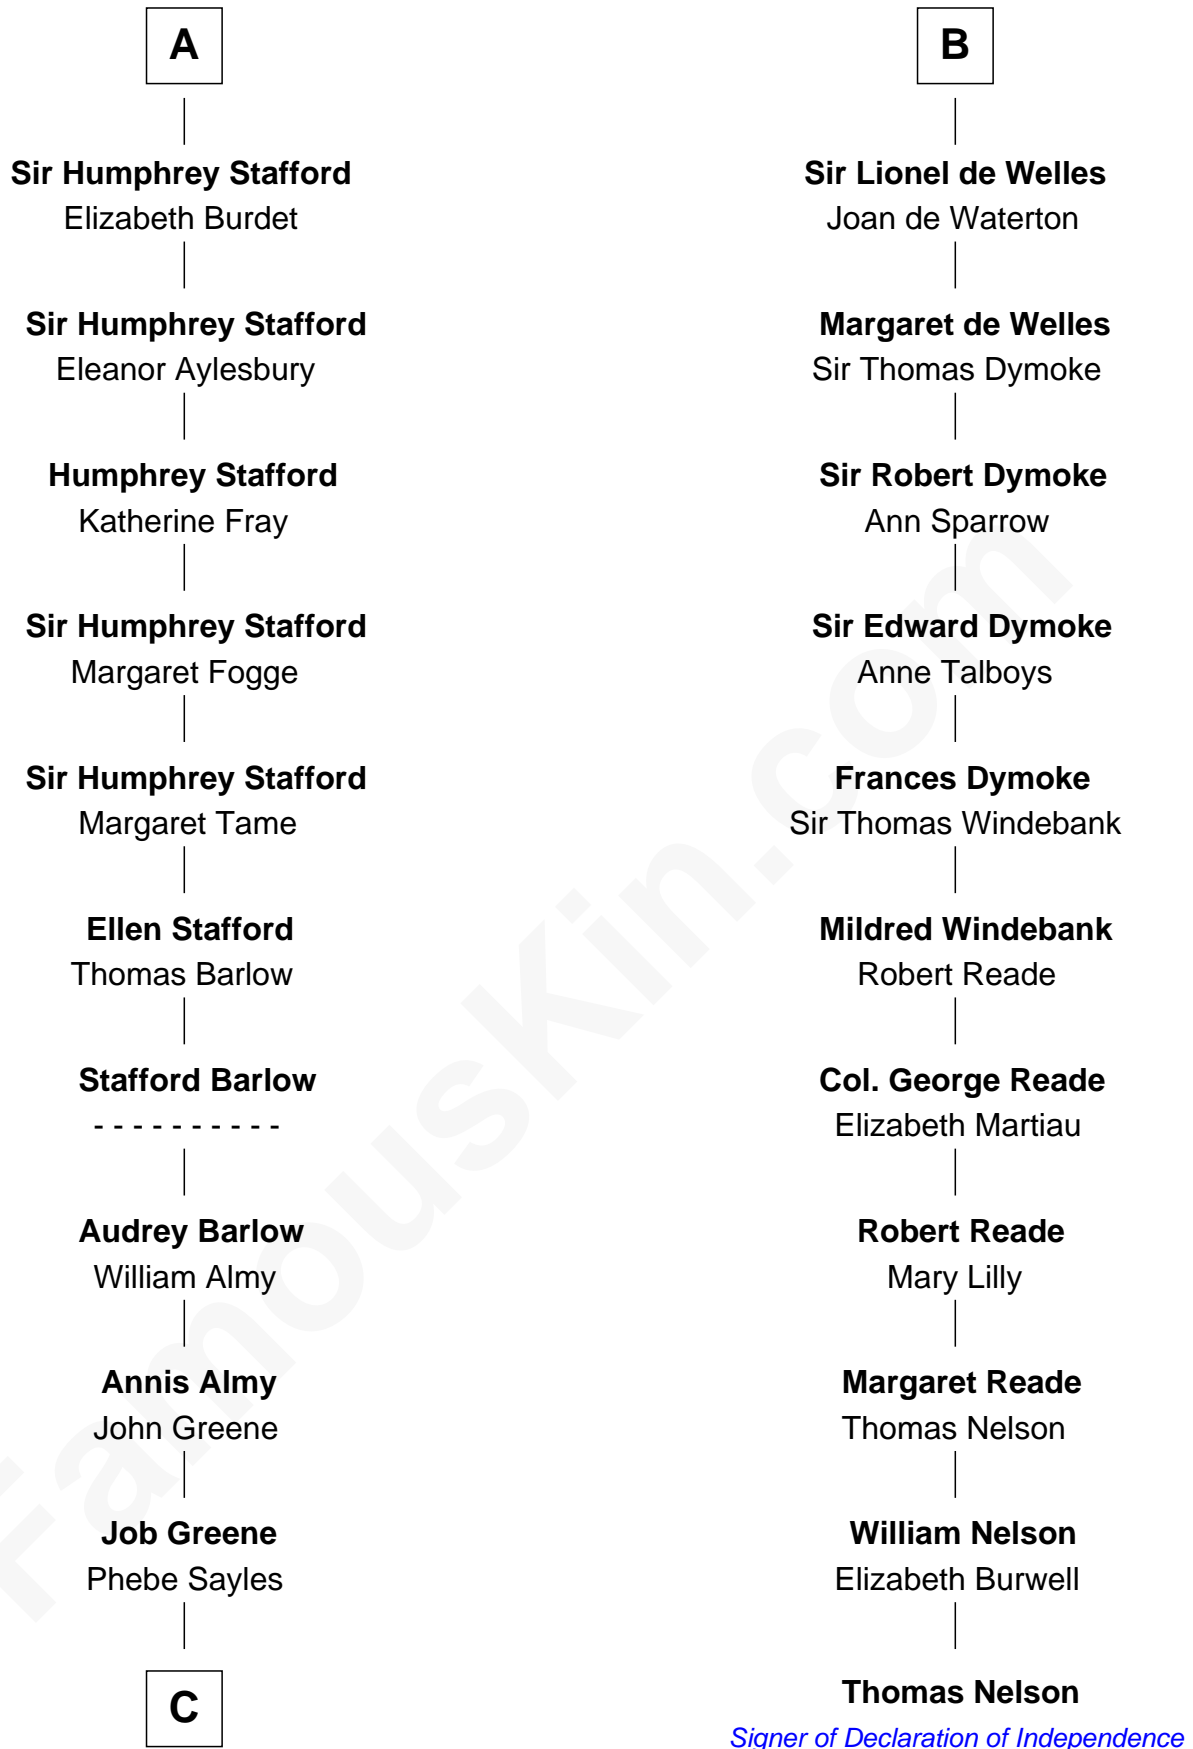 A
Sir Humphrey Stafford
Elizabeth Burdet
Sir Humphrey Stafford
Eleanor Aylesbury
Humphrey Stafford
Katherine Fray
Sir Humphrey Stafford
Margaret Fogge
Sir Humphrey Stafford
Margaret Tame
Ellen Stafford
Thomas Barlow
Stafford Barlow
- - - - - - - - - -
Audrey Barlow
William Almy
Annis Almy
John Greene
Job Greene
Phebe Sayles
C
B
Sir Lionel de Welles
Joan de Waterton
Margaret de Welles
Sir Thomas Dymoke
Sir Robert Dymoke
Ann Sparrow
Sir Edward Dymoke
Anne Talboys
Frances Dymoke
Sir Thomas Windebank
Mildred Windebank
Robert Reade
Col. George Reade
Elizabeth Martiau
Robert Reade
Mary Lilly
Margaret Reade
Thomas Nelson
William Nelson
Elizabeth Burwell
Thomas Nelson
Signer of Declaration of Independence
FamousKin.com